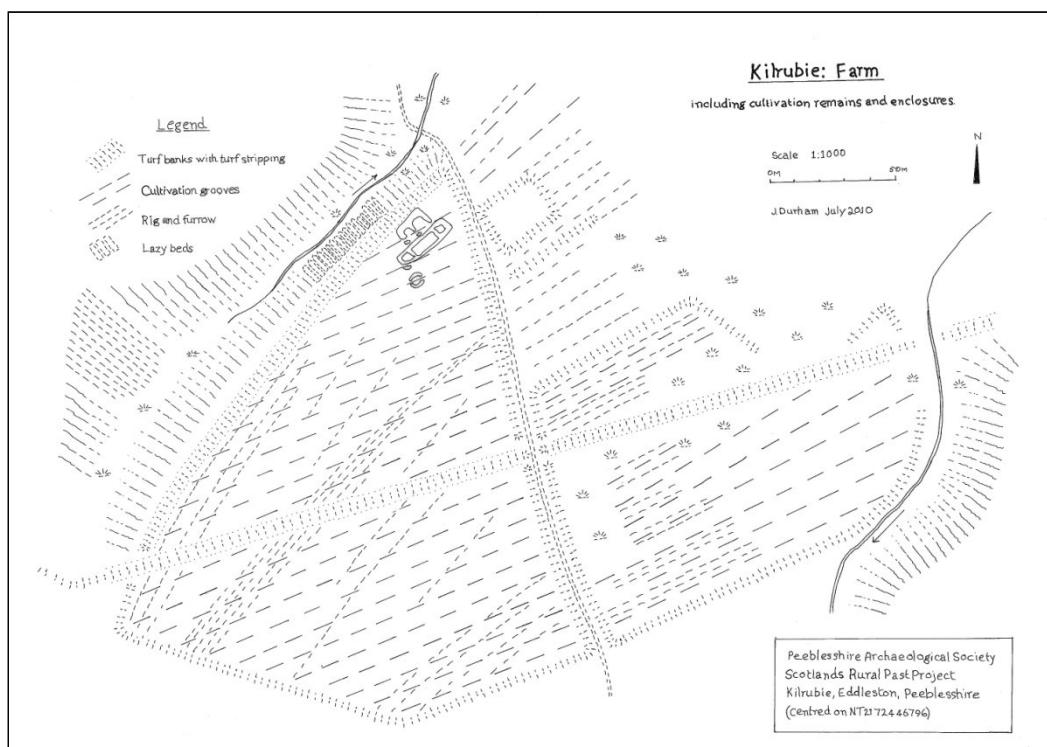 Kilrubie: Farm
including cultivation remains and enclosures.
Legend
Turf banks with turf stripping
Cultivation grooves
Rig and furrow
Lazy beds
Scale 1:1000
0M 50m
N
J. Durham July 2010
Peeblesshire Archaeological Society
Scotlands Rural Past Project
Kilrubie, Eddleston, Peeblesshire
(Centred on NT2172446796)